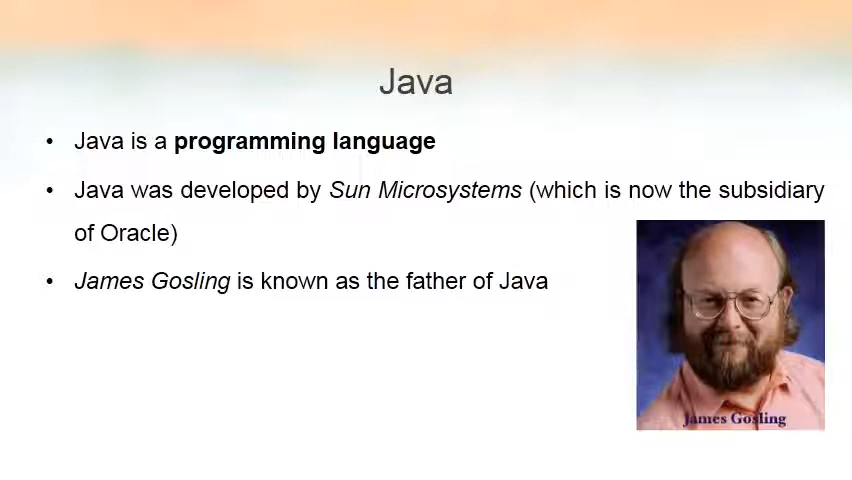 Java
• Java is a programming language
• Java was developed by Sun Microsystems (which is now the subsidiary
of Oracle)
• James Gosling is known as the father of Java
James Gosling